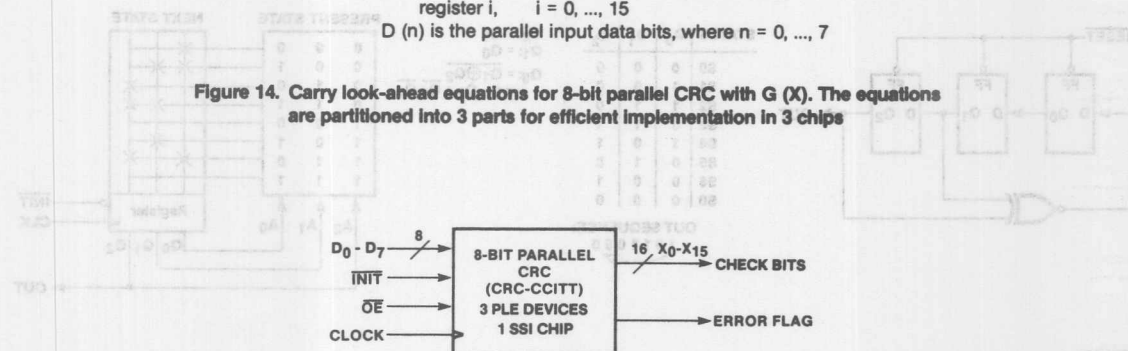 register i, i = 0, ..., 15
D (n) is the parallel input data bits, where n = 0, ..., 7
Figure 14. Carry look-ahead equations for 8-bit parallel CRC with G (X). The equations
are partitioned into 3 parts for efficient implementation in 3 chips
D0 - D7
8
INIT
OE
CLOCK
8-BIT PARALLEL
CRC
(CRC-CCITT)
3 PLE DEVICES
1 SSI CHIP
16 X0-X15
CHECK BITS
ERROR FLAG